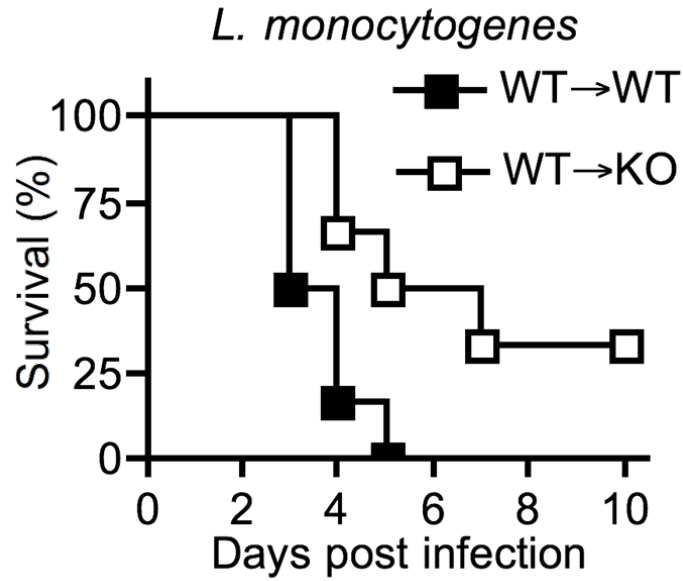 L. monocytogenes
WT→WT
WT→KO
Survival (%)
100
75
50
25
0
0 2 4 6 8 10
Days post infection